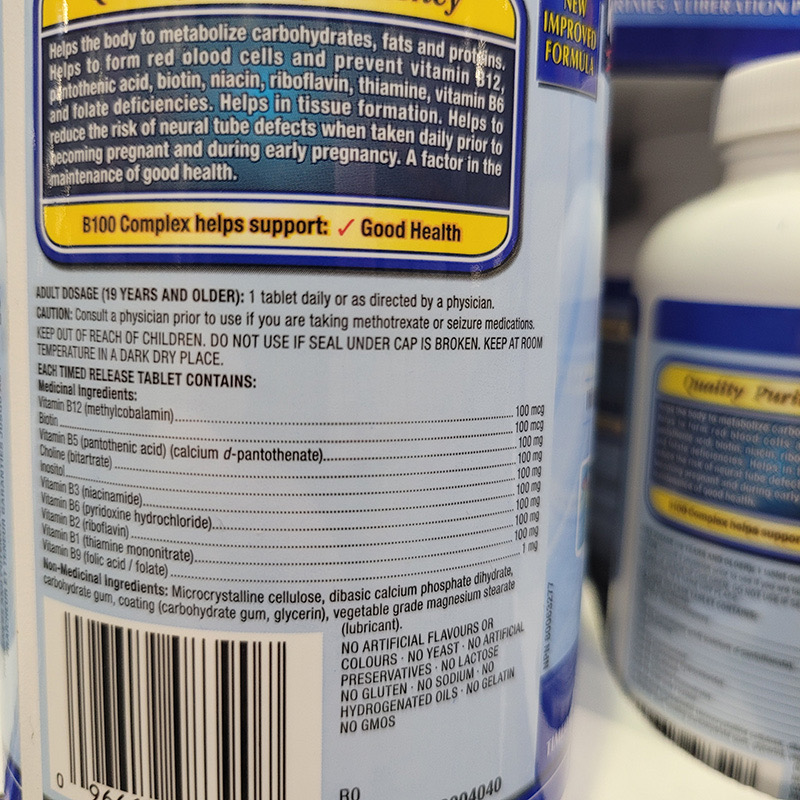 NEW
IMPROVED
FORMULA
Helps the body to metabolize carbohydrates, fats and proteins.
Helps to form red blood cells and prevent vitamin B12,
pantothenic acid, biotin, niacin, riboflavin, thiamine, vitamin B6
and folate deficiencies. Helps in tissue formation. Helps to
reduce the risk of neural tube defects when taken daily prior to
becoming pregnant and during early pregnancy. A factor in the
maintenance of good health.
B100 Complex helps support: ✓ Good Health
ADULT DOSAGE (19 YEARS AND OLDER): 1 tablet daily or as directed by a physician.
CAUTION: Consult a physician prior to use if you are taking methotrexate or seizure medications.
KEEP OUT OF REACH OF CHILDREN. DO NOT USE IF SEAL UNDER CAP IS BROKEN. KEEP AT ROOM
TEMPERATURE IN A DARK DRY PLACE.
EACH TIMED RELEASE TABLET CONTAINS:
Medicinal Ingredients:
Vitamin B12 (methylcobalamin) 100 mcg
Biotin 100 mcg
Vitamin B5 (pantothenic acid) (calcium d-pantothenate) 100 mg
Choline (bitartrate) 100 mg
Inositol 100 mg
Vitamin B3 (niacinamide) 100 mg
Vitamin B6 (pyridoxine hydrochloride) 100 mg
Vitamin B2 (riboflavin) 100 mg
Vitamin B1 (thiamine mononitrate) 100 mg
Vitamin B9 (folic acid / folate) 1 mg
Non-Medicinal Ingredients: Microcrystalline cellulose, dibasic calcium phosphate dihydrate,
carbohydrate gum, coating (carbohydrate gum, glycerin), vegetable grade magnesium stearate
(lubricant).
NO ARTIFICIAL FLAVOURS OR
COLOURS · NO YEAST · NO ARTIFICIAL
PRESERVATIVES · NO LACTOSE
NO GLUTEN · NO SODIUM · NO
HYDROGENATED OILS · NO GELATIN
NO GMOS
Quality